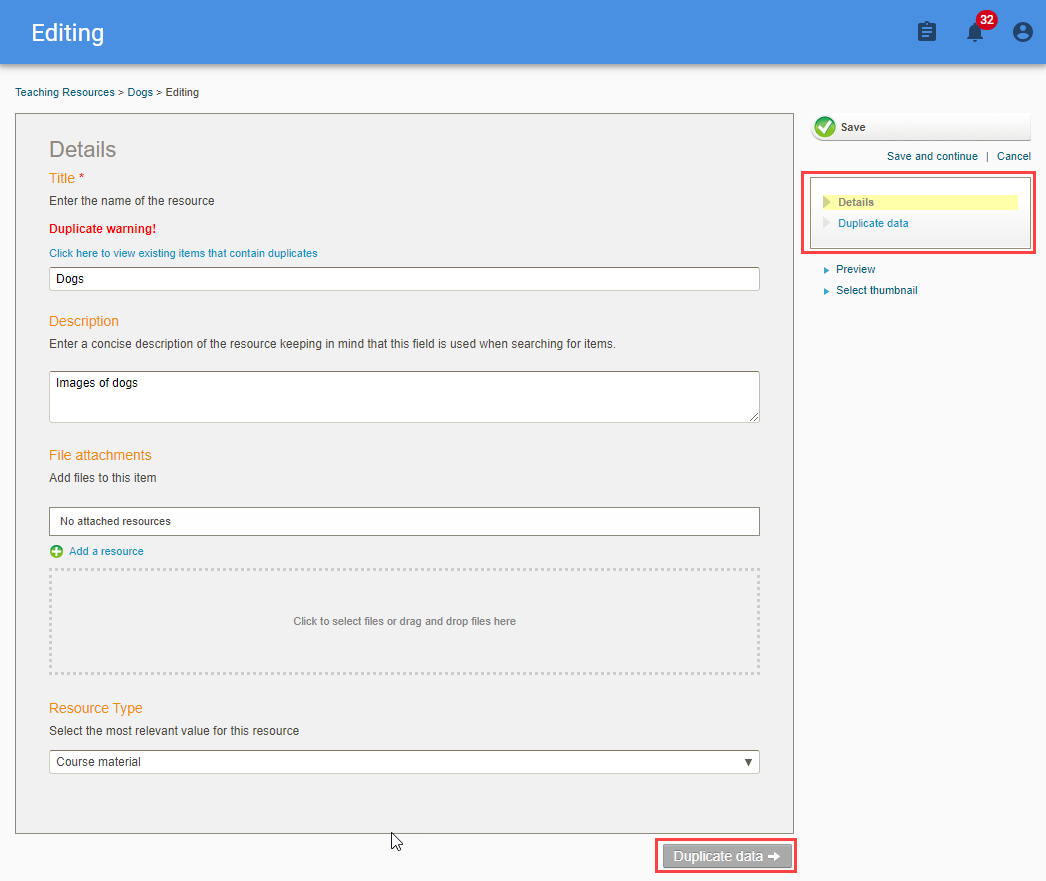 Editing
32
Teaching Resources > Dogs > Editing
Details
Title *
Enter the name of the resource
Duplicate warning!
Click here to view existing items that contain duplicates
Dogs
Description
Enter a concise description of the resource keeping in mind that this field is used when searching for items.
Images of dogs
File attachments
Add files to this item
No attached resources
Add a resource
Click to select files or drag and drop files here
Resource Type
Select the most relevant value for this resource
Course material
Duplicate data
Save
Save and continue | Cancel
Details
Duplicate data
Preview
Select thumbnail